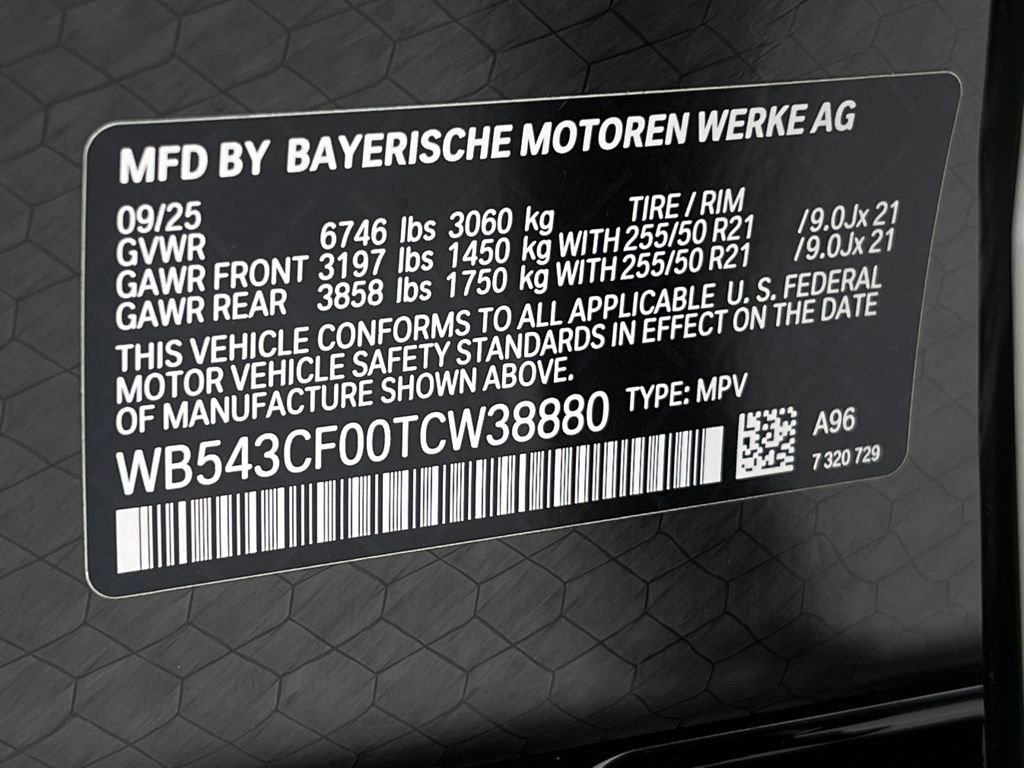 MFD BY BAYERISCHE MOTOREN WERKE AG
09/25 TIRE / RIM
GVWR 6746 lbs 3060 kg
GAWR FRONT 3197 lbs 1450 kg WITH 255/50 R21 /9.0Jx 21
GAWR REAR 3858 lbs 1750 kg WITH 255/50 R21 /9.0Jx 21
THIS VEHICLE CONFORMS TO ALL APPLICABLE U. S. FEDERAL
MOTOR VEHICLE SAFETY STANDARDS IN EFFECT ON THE DATE
OF MANUFACTURE SHOWN ABOVE.
WB543CF00TCW38880 TYPE: MPV
A96
7 320 729